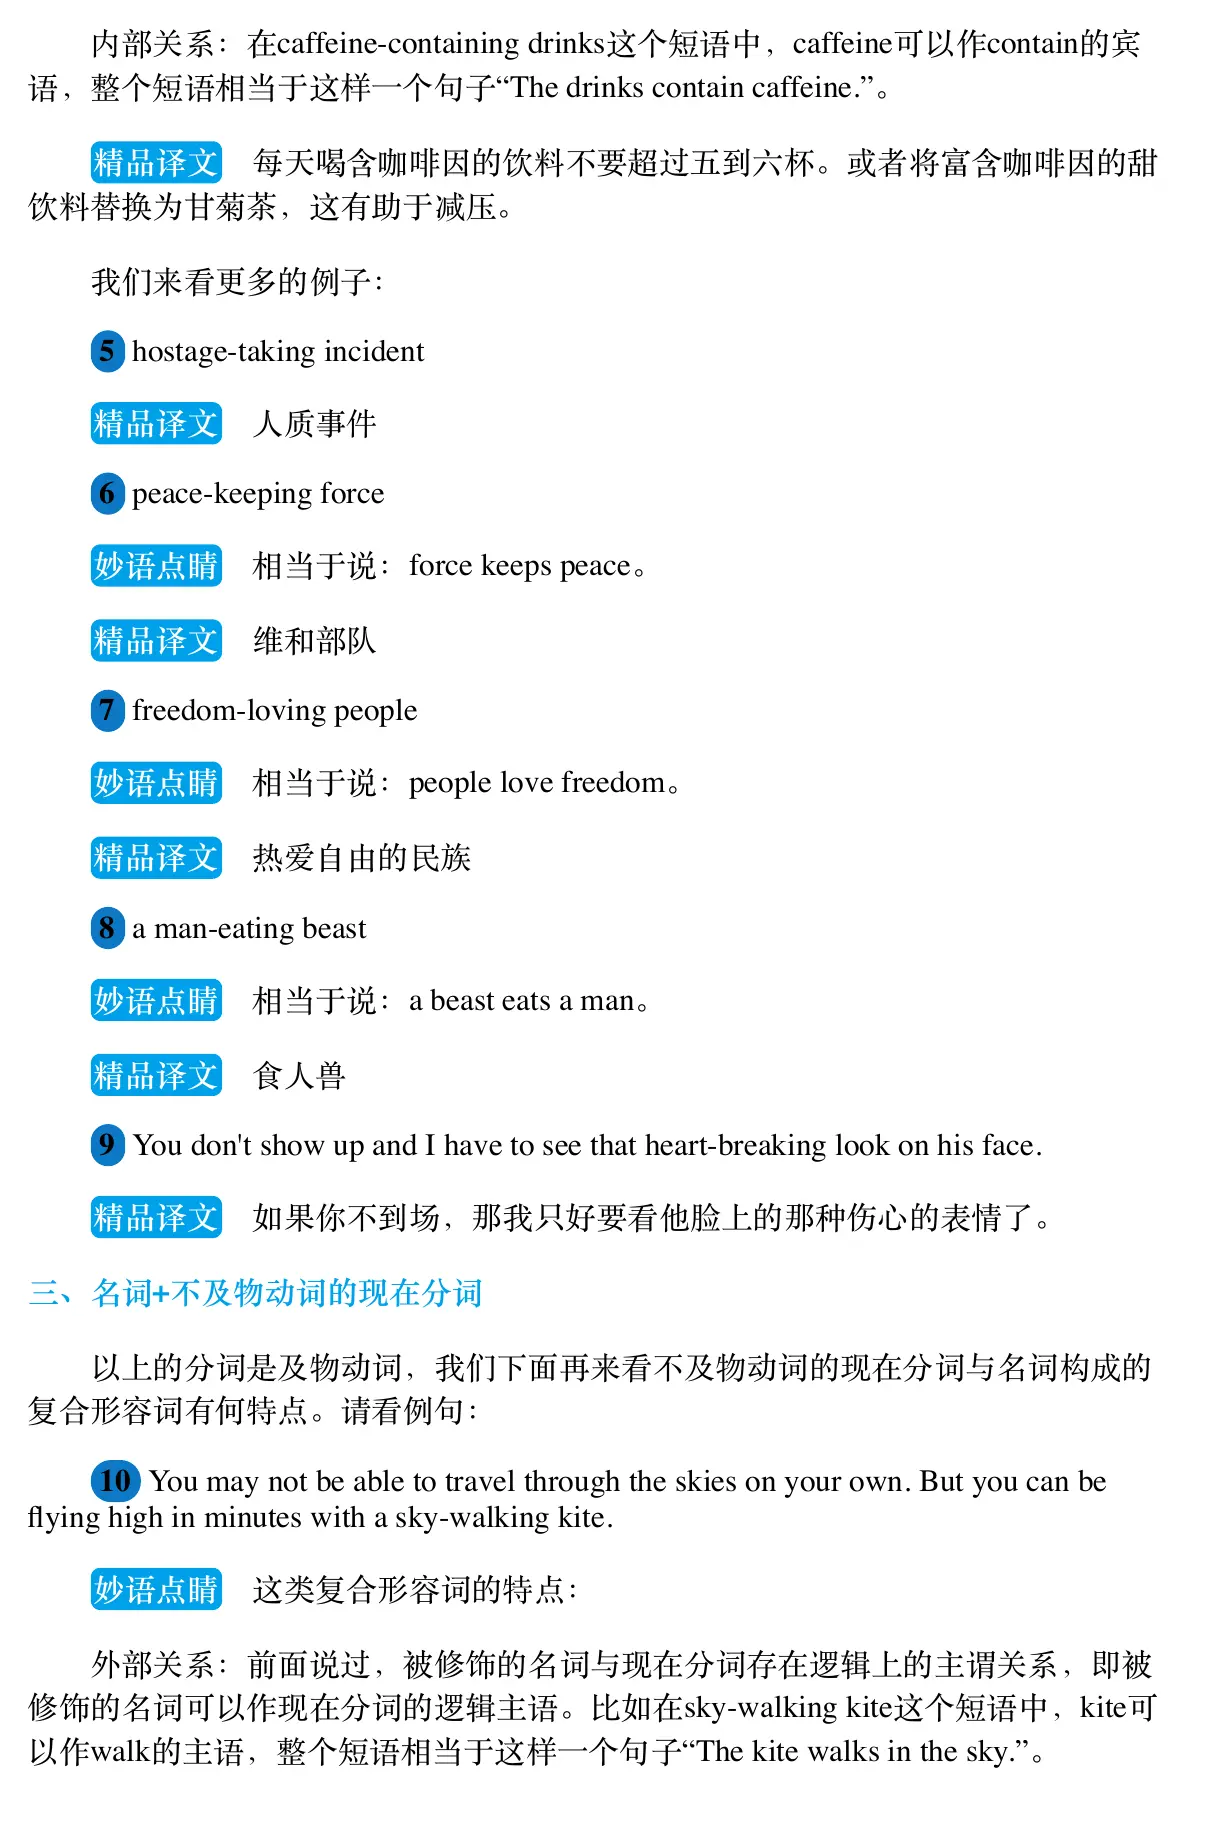 内部关系：在caffeine-containing drinks这个短语中，caffeine可以作contain的宾
语，整个短语相当于这样一个句子“The drinks contain caffeine.”。
精品译文 每天喝含咖啡因的饮料不要超过五到六杯。或者将富含咖啡因的甜
饮料替换为甘菊茶，这有助于减压。
我们来看更多的例子：
5 hostage-taking incident
精品译文 人质事件
6 peace-keeping force
妙语点睛 相当于说：force keeps peace。
精品译文 维和部队
7 freedom-loving people
妙语点睛 相当于说：people love freedom。
精品译文 热爱自由的民族
8 a man-eating beast
妙语点睛 相当于说：a beast eats a man。
精品译文 食人兽
9 You don't show up and I have to see that heart-breaking look on his face.
精品译文 如果你不到场，那我只好要看他脸上的那种伤心的表情了。
三、名词+不及物动词的现在分词
以上的分词是及物动词，我们下面再来看不及物动词的现在分词与名词构成的
复合形容词有何特点。请看例句：
10 You may not be able to travel through the skies on your own. But you can be
flying high in minutes with a sky-walking kite.
妙语点睛 这类复合形容词的特点：
外部关系：前面说过，被修饰的名词与现在分词存在逻辑上的主谓关系，即被
修饰的名词可以作现在分词的逻辑主语。比如在sky-walking kite这个短语中，kite可
以作walk的主语，整个短语相当于这样一个句子“The kite walks in the sky.”。